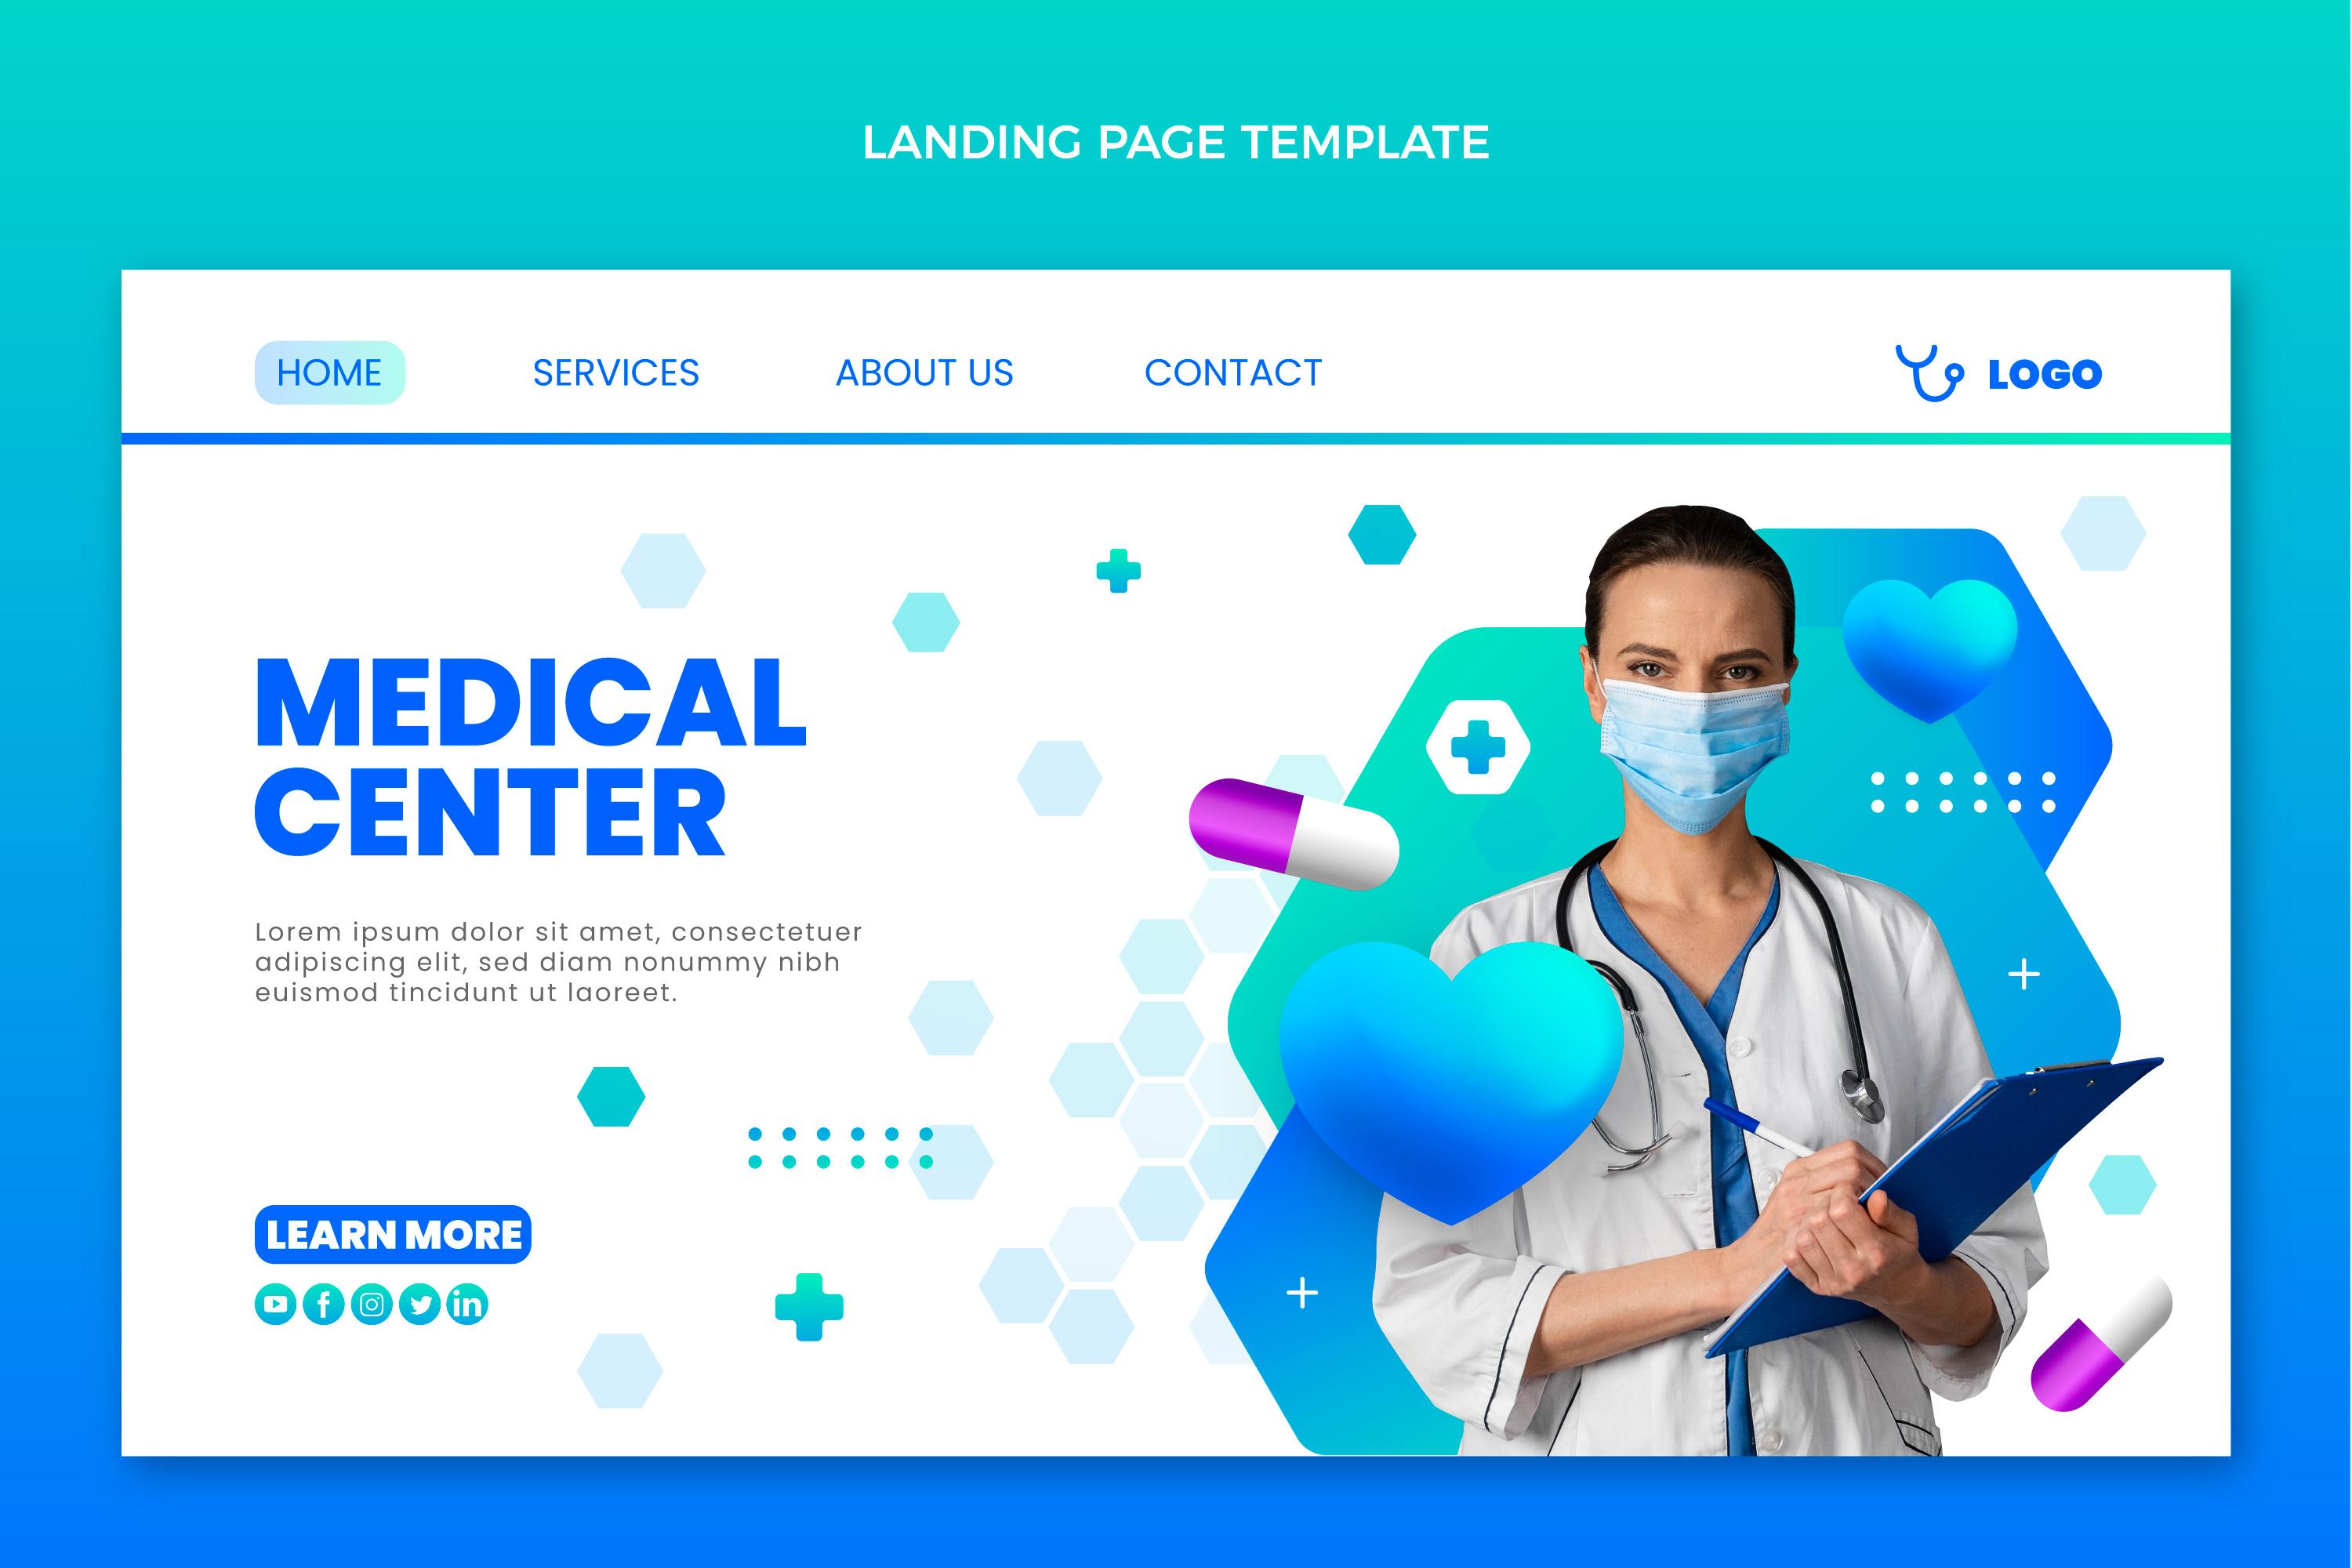 LANDING PAGE TEMPLATE
HOME
SERVICES
ABOUT US
CONTACT
LOGO
MEDICAL
CENTER
Lorem ipsum dolor sit amet, consectetuer
adipiscing elit, sed diam nonummy nibh
euismod tincidunt ut laoreet.
LEARN MORE